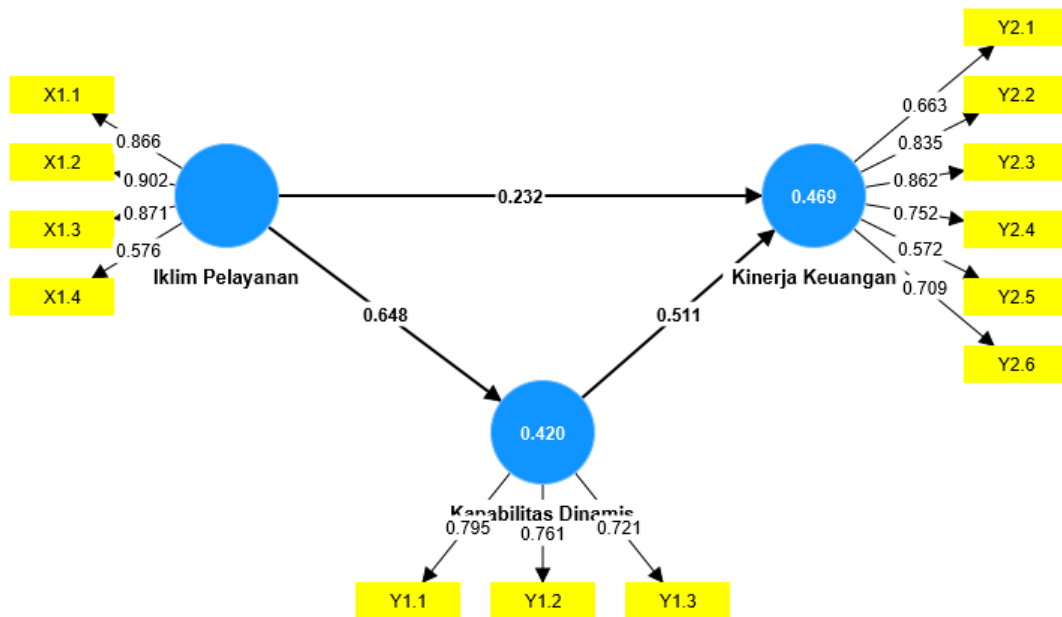 X1.1
X1.2
X1.3
X1.4
0.866
0.902
0.871
0.576
Iklim Pelayanan
0.232
0.648
0.511
0.469
Kinerja Keuangan
0.663
0.835
0.862
0.752
0.572
0.709
Y2.1
Y2.2
Y2.3
Y2.4
Y2.5
Y2.6
0.420
Kapabilitas Dinamis
0.795
0.761
0.721
Y1.1
Y1.2
Y1.3